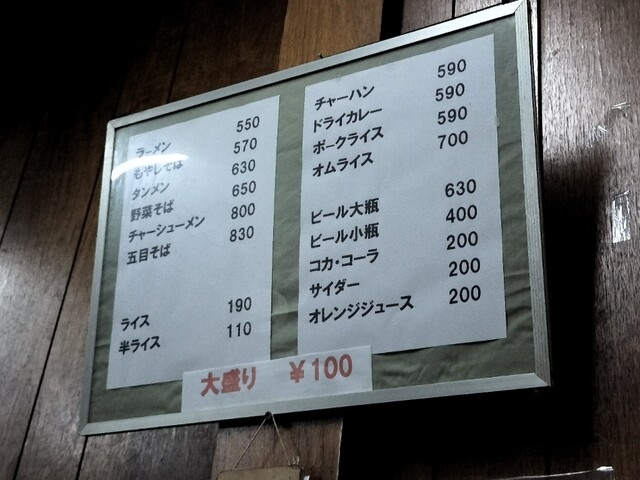 ラーメン 550
もやしそば 570
タンメン 630
野菜そば 650
チャーシューメン 800
五目そば 830
ライス 190
半ライス 110
チャーハン 590
ドライカレー 590
ポークライス 590
オムライス 700
ビール大瓶 630
ビール小瓶 400
コカ・コーラ 200
サイダー 200
オレンジジュース 200
大盛り ¥100